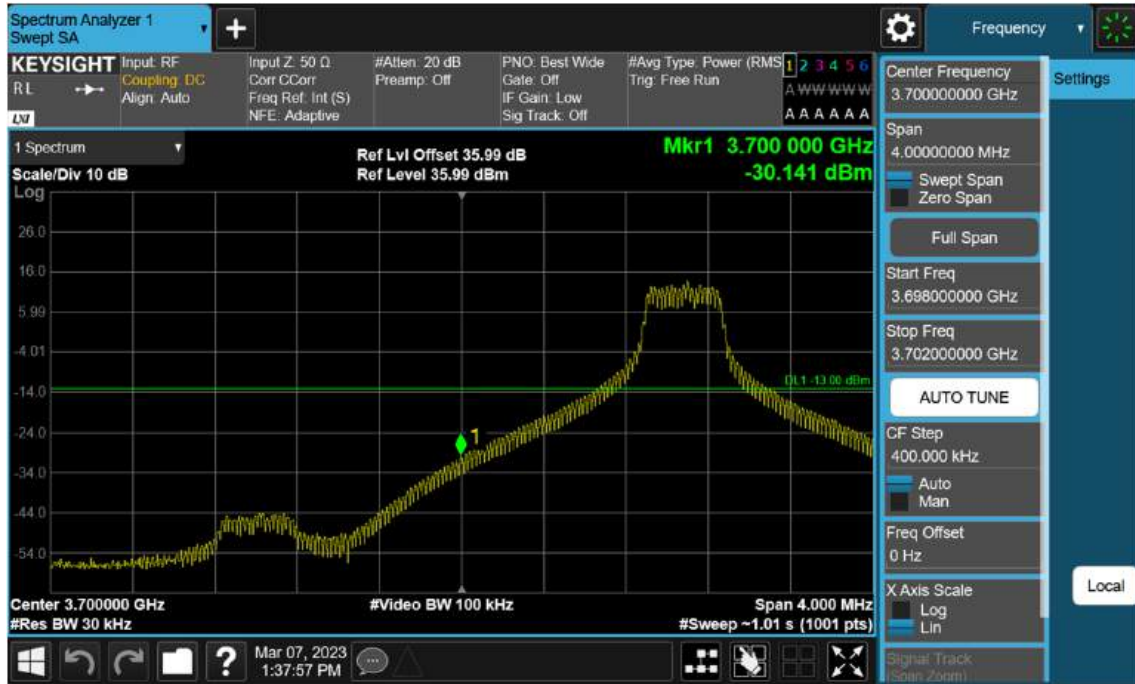 Spectrum Analyzer 1
Swept SA
Frequency
KEYSIGHT
RL
LXI
Input: RF
Coupling: DC
Align: Auto
Input Z: 50 Ω
Corr CCorr
Freq Ref: Int (S)
NFE: Adaptive
#Atten: 20 dB
Preamp: Off
PNO: Best Wide
Gate: Off
IF Gain: Low
Sig Track: Off
#Avg Type: Power (RMS
Trig: Free Run
1 2 3 4 5 6
A W W W W W
A A A A A A
1 Spectrum
Scale/Div 10 dB
Log
Ref Lvl Offset 35.99 dB
Ref Level 35.99 dBm
Mkr1 3.700 000 GHz
-30.141 dBm
26.0
16.0
5.99
-4.01
-14.0
-24.0
-34.0
-44.0
-54.0
DL1 -13.00 dBm
1
Center 3.700000 GHz
#Res BW 30 kHz
#Video BW 100 kHz
Span 4.000 MHz
#Sweep ~1.01 s (1001 pts)
Center Frequency
3.700000000 GHz
Span
4.00000000 MHz
Swept Span
Zero Span
Full Span
Start Freq
3.698000000 GHz
Stop Freq
3.702000000 GHz
AUTO TUNE
CF Step
400.000 kHz
Auto
Man
Freq Offset
0 Hz
X Axis Scale
Log
Lin
Signal Track
(Span Zoom)
Settings
Local
?
Mar 07, 2023
1:37:57 PM